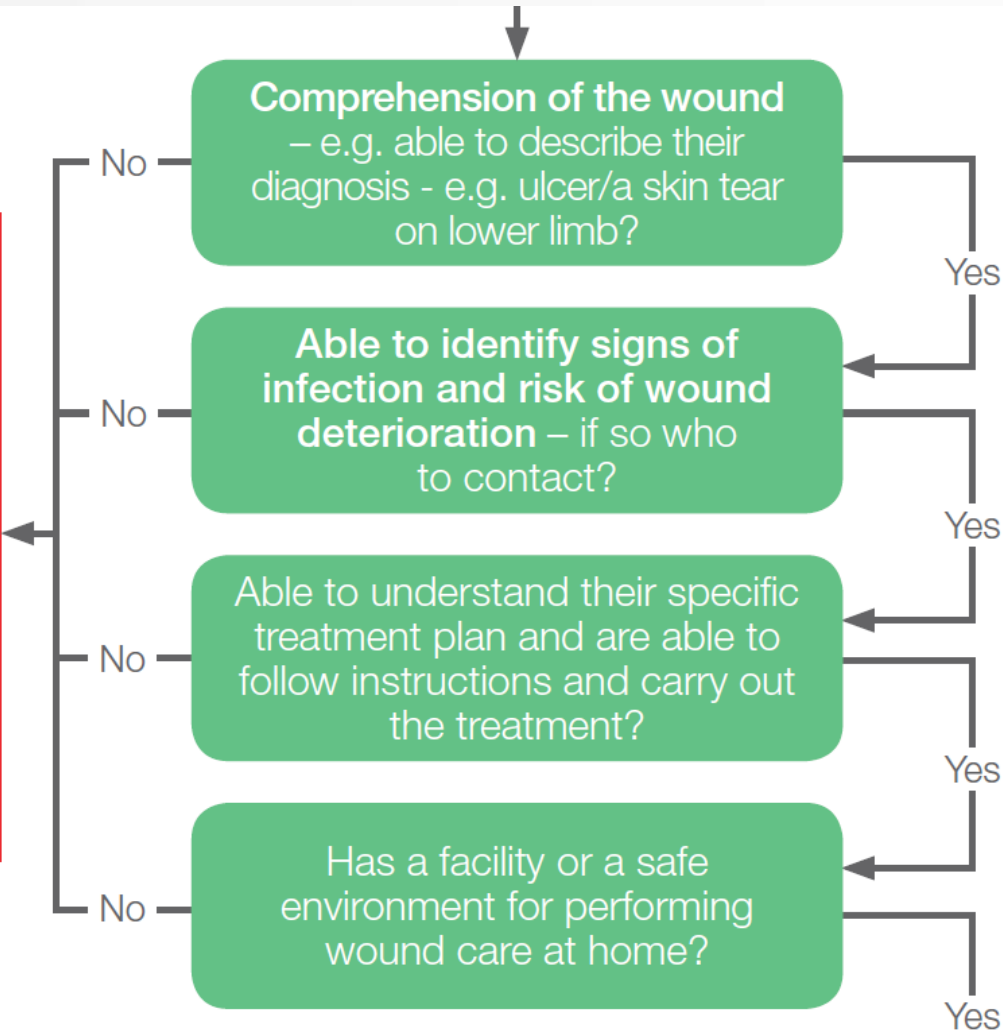 Comprehension of the wound
– e.g. able to describe their
diagnosis - e.g. ulcer/a skin tear
on lower limb?
No
Yes
Able to identify signs of
infection and risk of wound
deterioration – if so who
to contact?
No
Yes
Able to understand their specific
treatment plan and are able to
follow instructions and carry out
the treatment?
No
Yes
Has a facility or a safe
environment for performing
wound care at home?
No
Yes